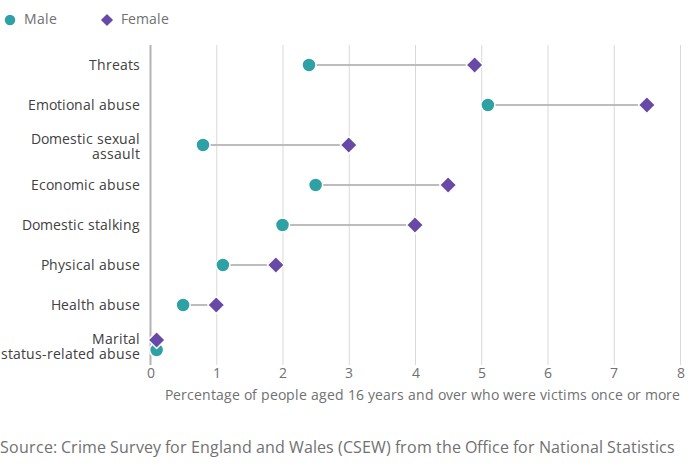 Male
Female
Threats
Emotional abuse
Domestic sexual
assault
Economic abuse
Domestic stalking
Physical abuse
Health abuse
Marital
status-related abuse
0 1 2 3 4 5 6 7 8
Percentage of people aged 16 years and over who were victims once or more
Source: Crime Survey for England and Wales (CSEW) from the Office for National Statistics